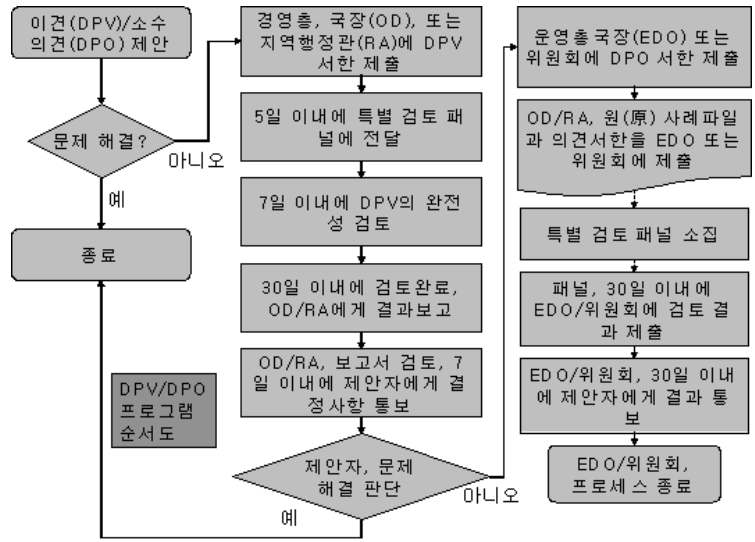 이견(DPV)/소수
의견(DPO) 제안
문제 해결?
아니오
예
종료
경영층, 국장(OD), 또는
지역행정관(RA)에 DPV
서한 제출
5일 이내에 특별 검토 패
널에 전달
7일 이내에 DPV의 완전
성 검토
30일 이내에 검토완료,
OD/RA에게 결과보고
OD/RA, 보고서 검토, 7
일 이내에 제안자에게 결
정사항 통보
제안자, 문제
해결 판단
아니오
예
운영총국장(EDO) 또는
위원회에 DPO 서한 제출
OD/RA, 원(原) 사례파일
과 의견서한을 EDO 또는
위원회에 제출
특별 검토 패널 소집
패널, 30일 이내에
EDO/위원회에 검토 결
과 제출
EDO/위원회, 30일 이내
에 제안자에게 결과 통
보
EDO/위원회,
프로세스 종료
DPV/DPO
프로그램
순서도